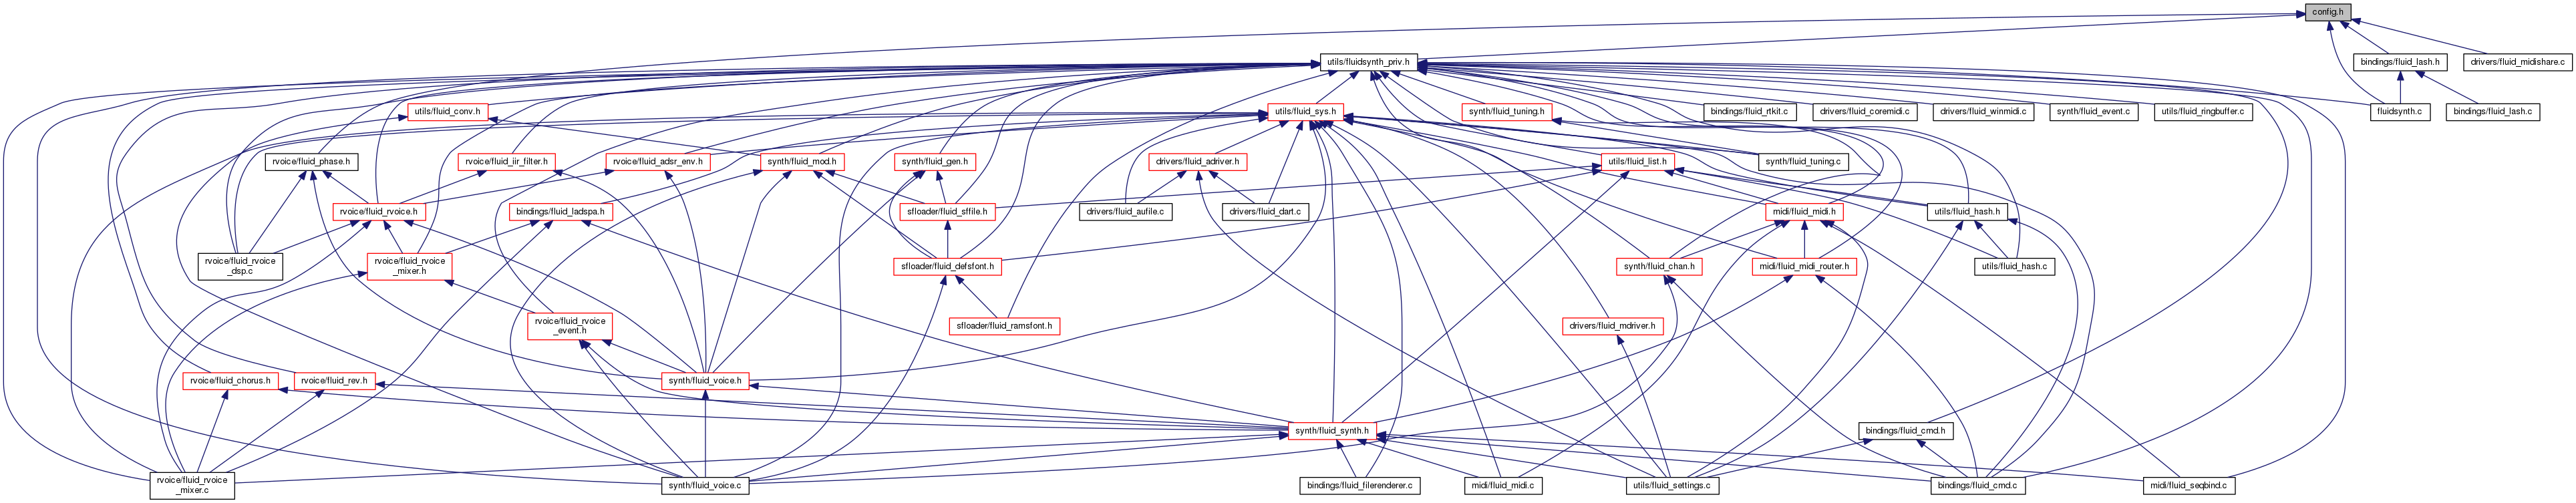 config.h
utils/fluidsynth_priv.h
bindings/fluid_lash.h
drivers/fluid_midishare.c
utils/fluid_conv.h
utils/fluid_sys.h
synth/fluid_tuning.h
bindings/fluid_rtkit.c
drivers/fluid_coremidi.c
drivers/fluid_winmidi.c
synth/fluid_event.c
utils/fluid_ringbuffer.c
fluidsynth.c
bindings/fluid_lash.c
rvoice/fluid_phase.h
rvoice/fluid_iir_filter.h
rvoice/fluid_adsr_env.h
synth/fluid_mod.h
synth/fluid_gen.h
drivers/fluid_adriver.h
utils/fluid_list.h
synth/fluid_tuning.c
rvoice/fluid_rvoice.h
bindings/fluid_ladspa.h
sfloader/fluid_sffile.h
drivers/fluid_aufile.c
drivers/fluid_dart.c
midi/fluid_midi.h
utils/fluid_hash.h
rvoice/fluid_rvoice
_dsp.c
rvoice/fluid_rvoice
_mixer.h
sfloader/fluid_defsfont.h
synth/fluid_chan.h
midi/fluid_midi_router.h
utils/fluid_hash.c
rvoice/fluid_rvoice
_event.h
sfloader/fluid_ramsfont.h
drivers/fluid_mdriver.h
rvoice/fluid_chorus.h
rvoice/fluid_rev.h
synth/fluid_voice.h
synth/fluid_synth.h
bindings/fluid_cmd.h
rvoice/fluid_rvoice
_mixer.c
synth/fluid_voice.c
bindings/fluid_filerenderer.c
midi/fluid_midi.c
utils/fluid_settings.c
bindings/fluid_cmd.c
midi/fluid_seqbind.c